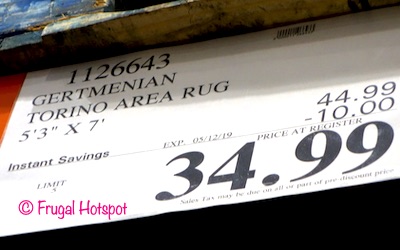 1126643
GERTMENIAN
TORINO AREA RUG
5'3" X 7'
44.99
-10.00
Instant Savings
EXP. 05/12/19
PRICE AT REGISTER
LIMIT
5
34.99
Sales Tax may be due on all or part of pre discount price
© Frugal Hotspot